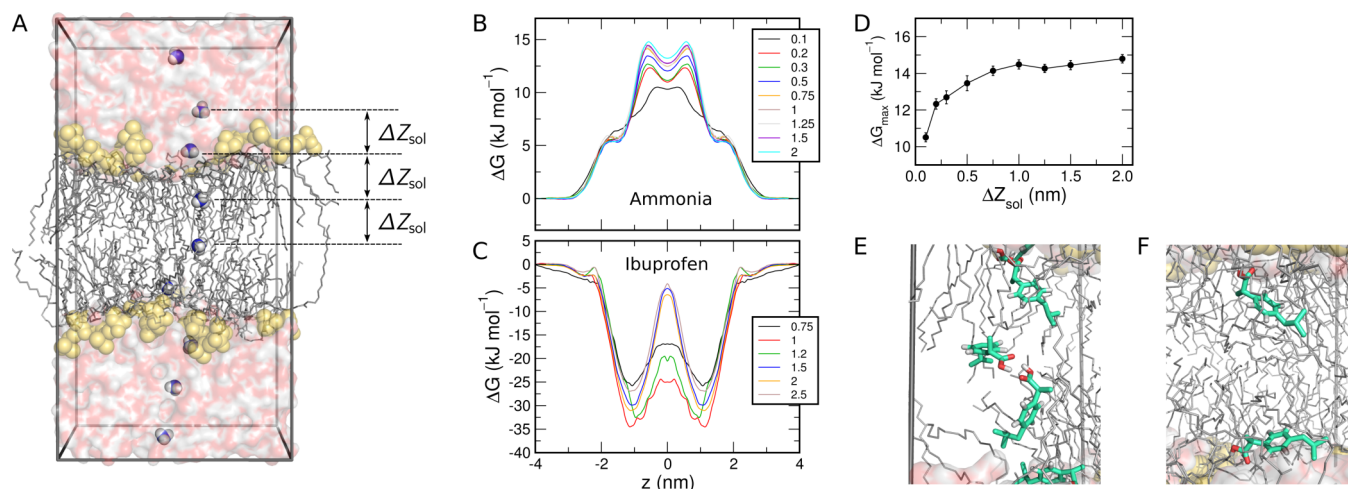 A
ΔZsol
ΔZsol
ΔZsol
B
ΔG (kJ mol⁻¹)
15
10
5
0
Ammonia
0.1
0.2
0.3
0.5
0.75
1
1.25
1.5
2
C
ΔG (kJ mol⁻¹)
5
0
-5
-10
-15
-20
-25
-30
-35
-40
Ibuprofen
0.75
1
1.2
1.5
2
2.5
-4
-2
0
2
4
z (nm)
D
ΔGmax (kJ mol⁻¹)
16
14
12
10
0.0
0.5
1.0
1.5
2.0
ΔZsol (nm)
E
F